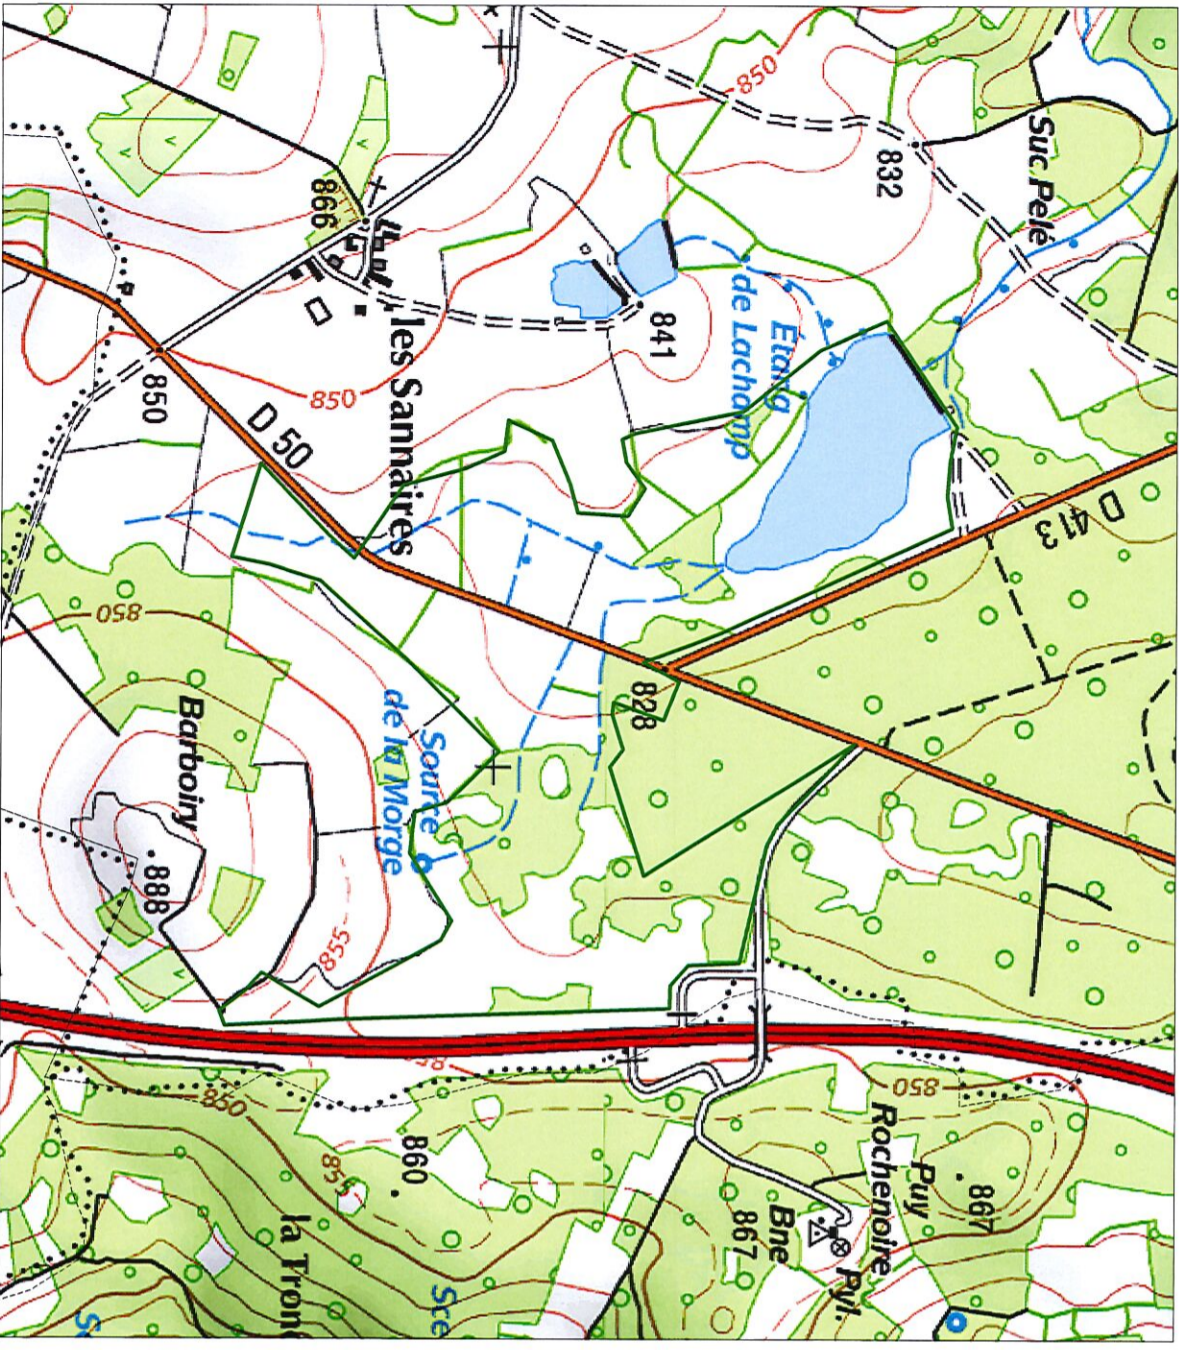 Suc Pelé
832
850
866
841
Étang
de Lachamp
les Sannaires
850
850
D 50
D 413
850
828
Source
de la Morge
Barboiry
888
855
850
850
855
860
867
Puy
Rochenoire
Bne
867
Pyl.
la Tron
Sce